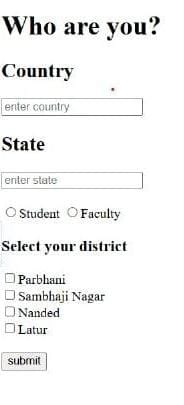 Who are you?
Country
enter country
State
enter state
Student Faculty
Select your district
Parbhani
Sambhaji Nagar
Nanded
Latur
submit